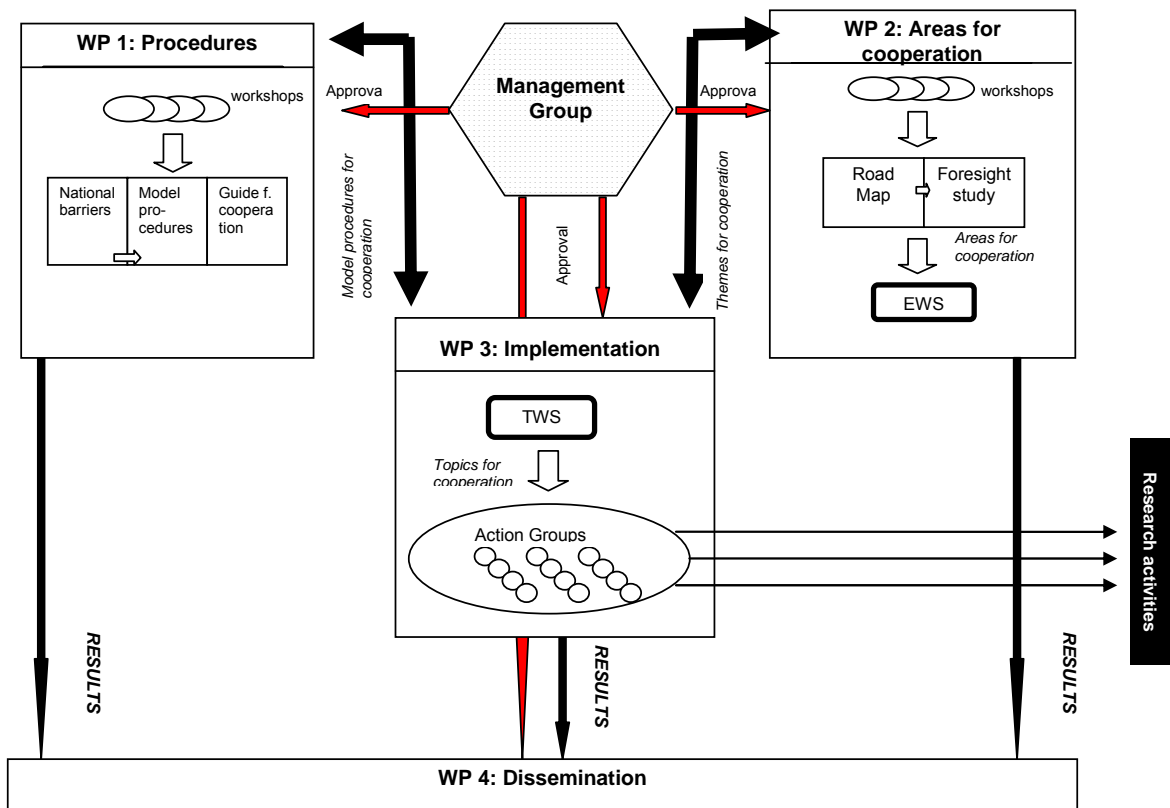 WP 1: Procedures
workshops
National
barriers
Model
pro-
cedures
Guide f.
coopera
tion
Approva
Management
Group
Approva
Model procedures for
cooperation
Approval
Themes for cooperation
WP 2: Areas for
cooperation
workshops
Road
Map
Foresight
study
Areas for
cooperation
EWS
WP 3: Implementation
TWS
Topics for
cooperation
Action Groups
Research activities
RESULTS
RESULTS
RESULTS
WP 4: Dissemination